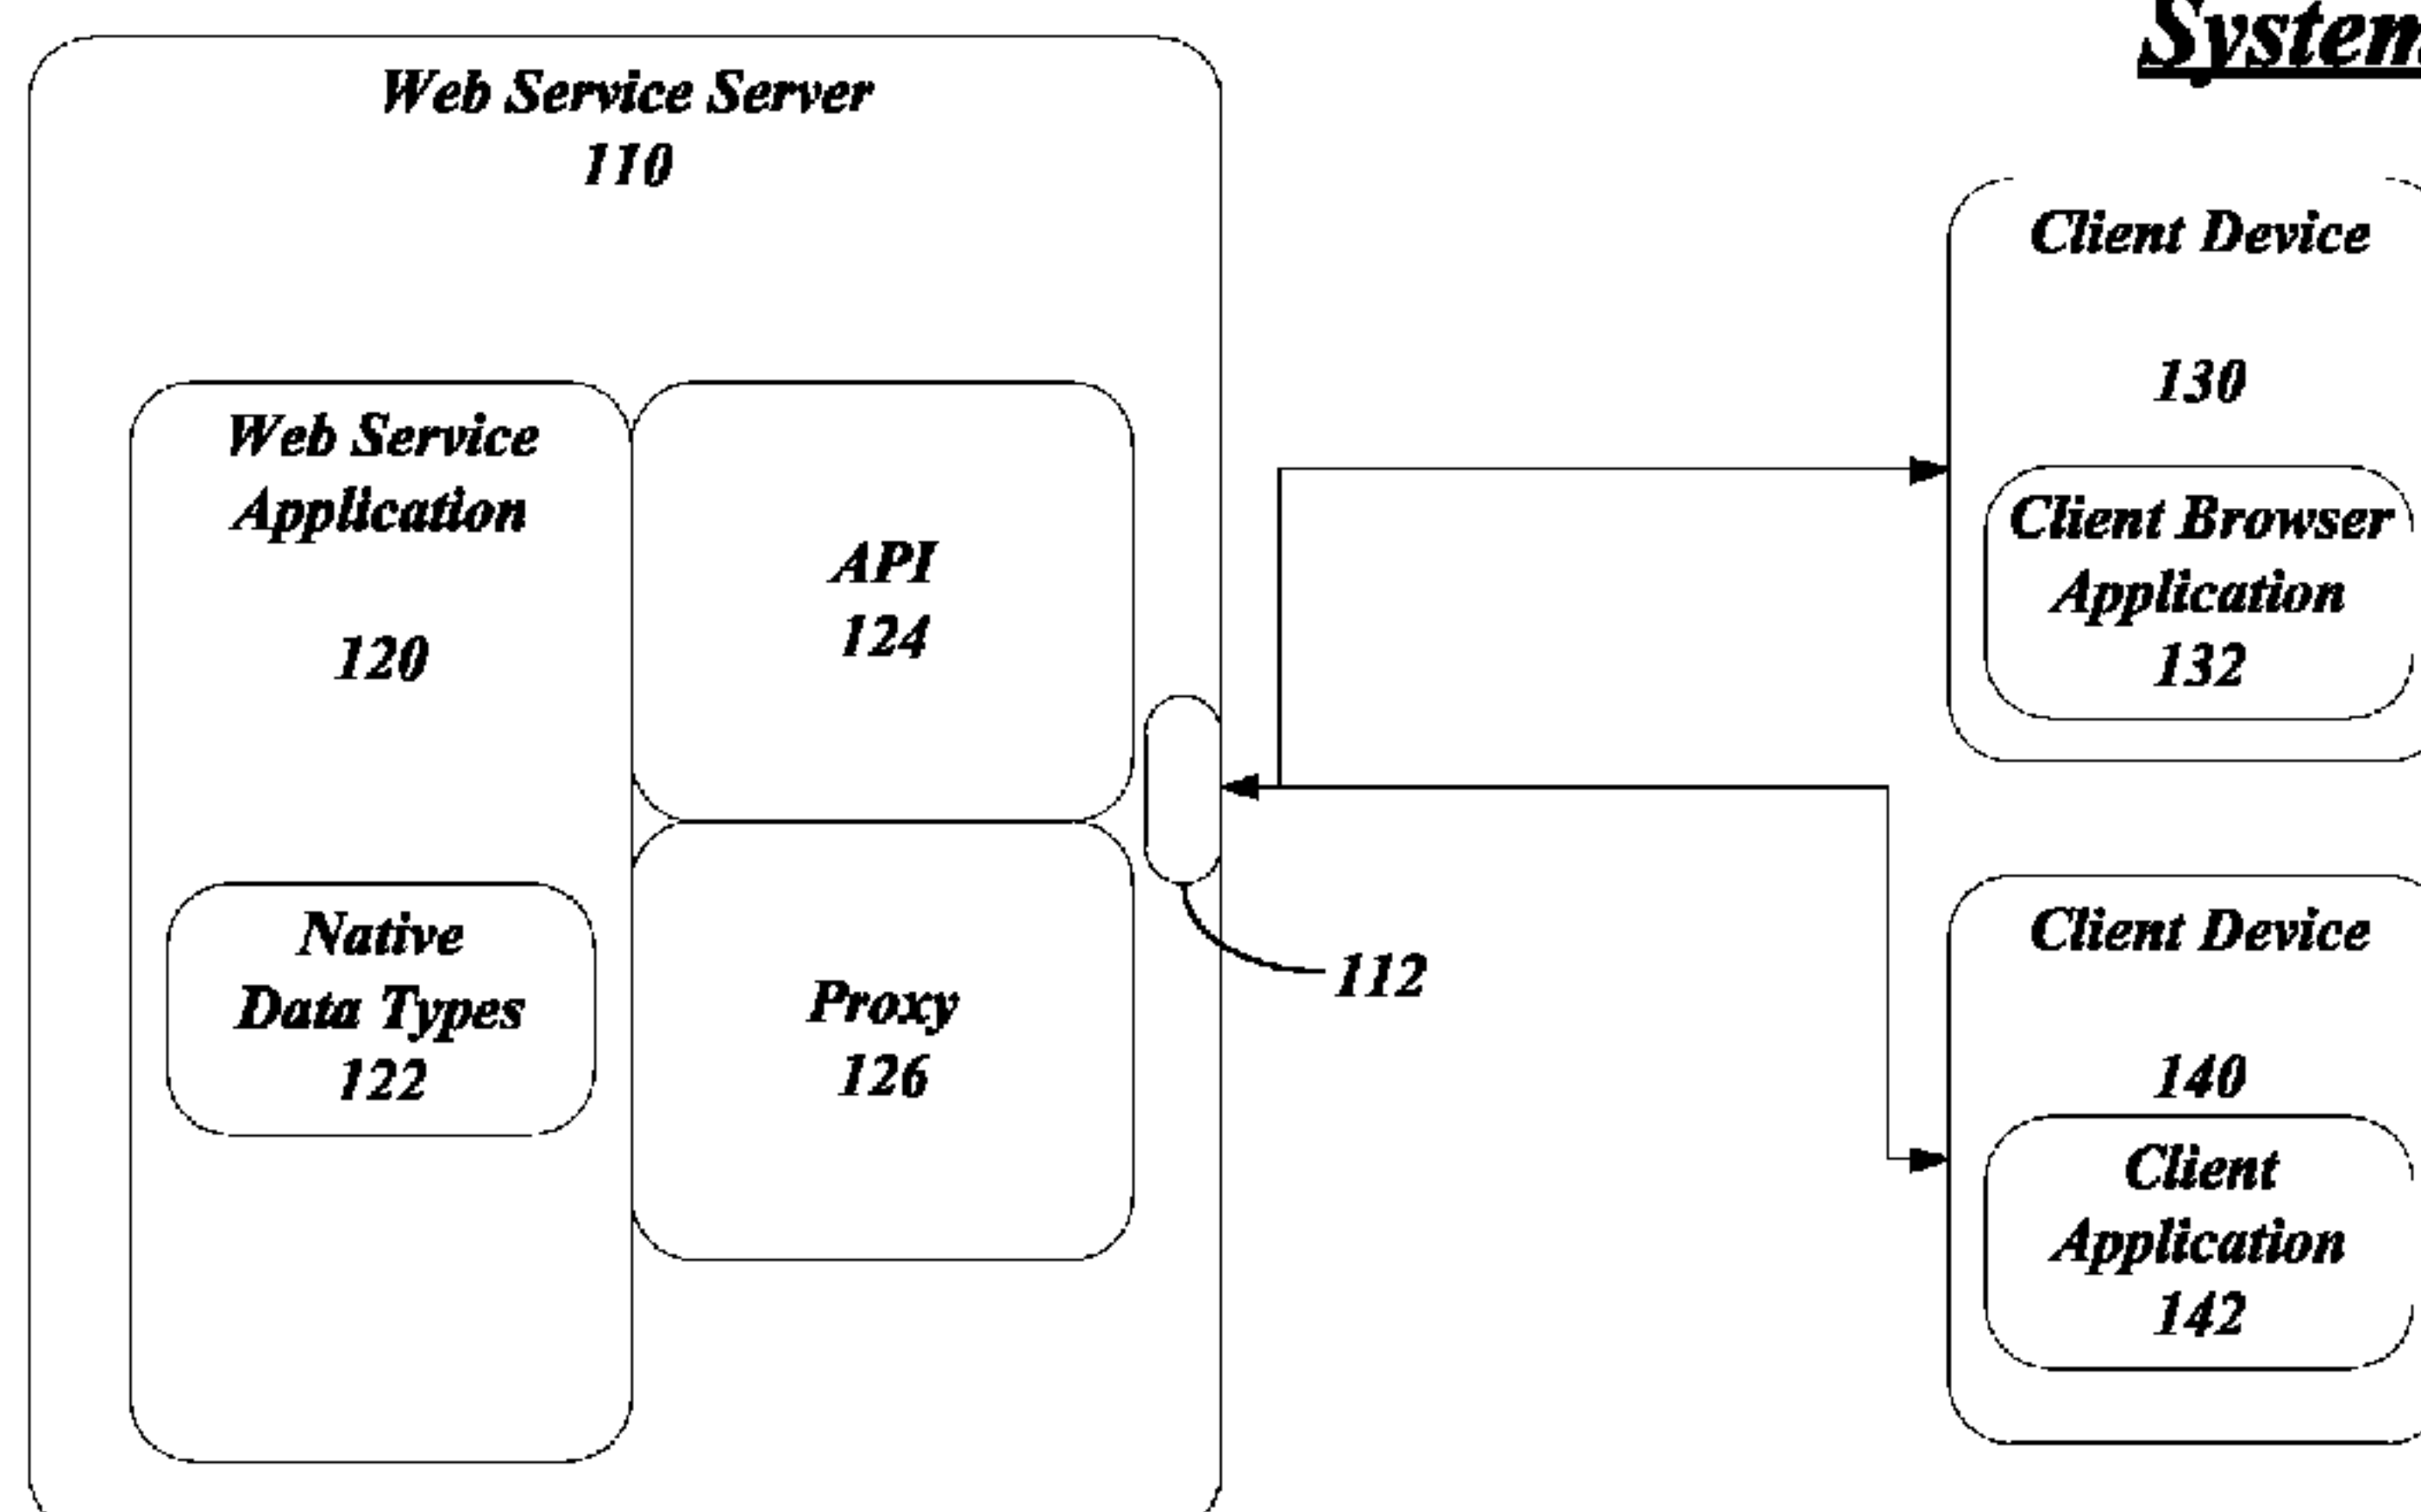 System
Web Service Server
110
Web Service
Application
120
Native
Data Types
122
API
124
Proxy
126
112
Client Device
130
Client Browser
Application
132
Client Device
140
Client
Application
142